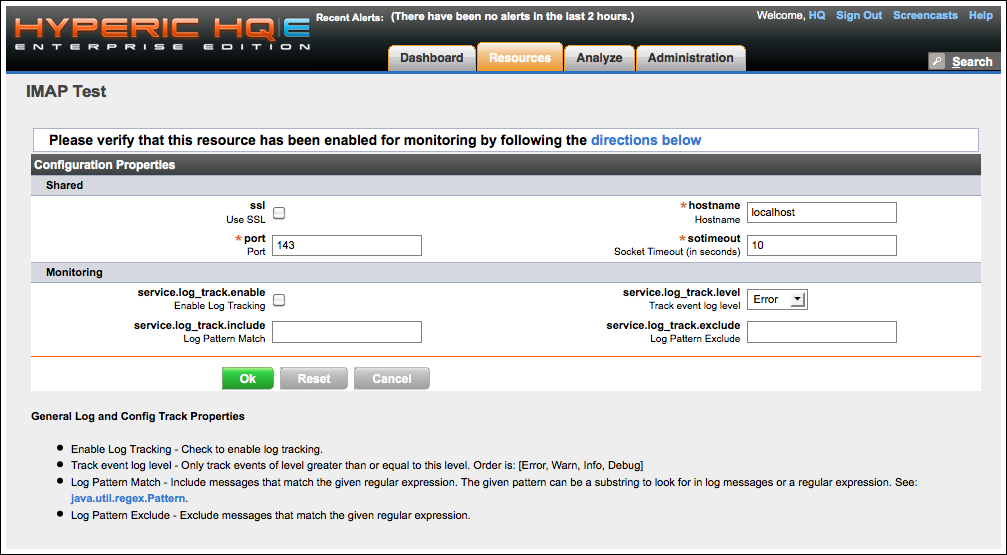 HYPERIC HQ|E
ENTERPRISE EDITION
Recent Alerts: (There have been no alerts in the last 2 hours.)
Welcome, HQ Sign Out Screencasts Help
Dashboard Resources Analyze Administration
Search
IMAP Test
Please verify that this resource has been enabled for monitoring by following the directions below
Configuration Properties
Shared
ssl
Use SSL
*hostname
Hostname
localhost
*port
Port
143
*sotimeout
Socket Timeout (in seconds)
10
Monitoring
service.log_track.enable
Enable Log Tracking
service.log_track.level
Track event log level
Error
service.log_track.include
Log Pattern Match
service.log_track.exclude
Log Pattern Exclude
Ok Reset Cancel
General Log and Config Track Properties
• Enable Log Tracking - Check to enable log tracking.
• Track event log level - Only track events of level greater than or equal to this level. Order is: [Error, Warn, Info, Debug]
• Log Pattern Match - Include messages that match the given regular expression. The given pattern can be a substring to look for in log messages or a regular expression. See:
java.util.regex.Pattern.
• Log Pattern Exclude - Exclude messages that match the given regular expression.